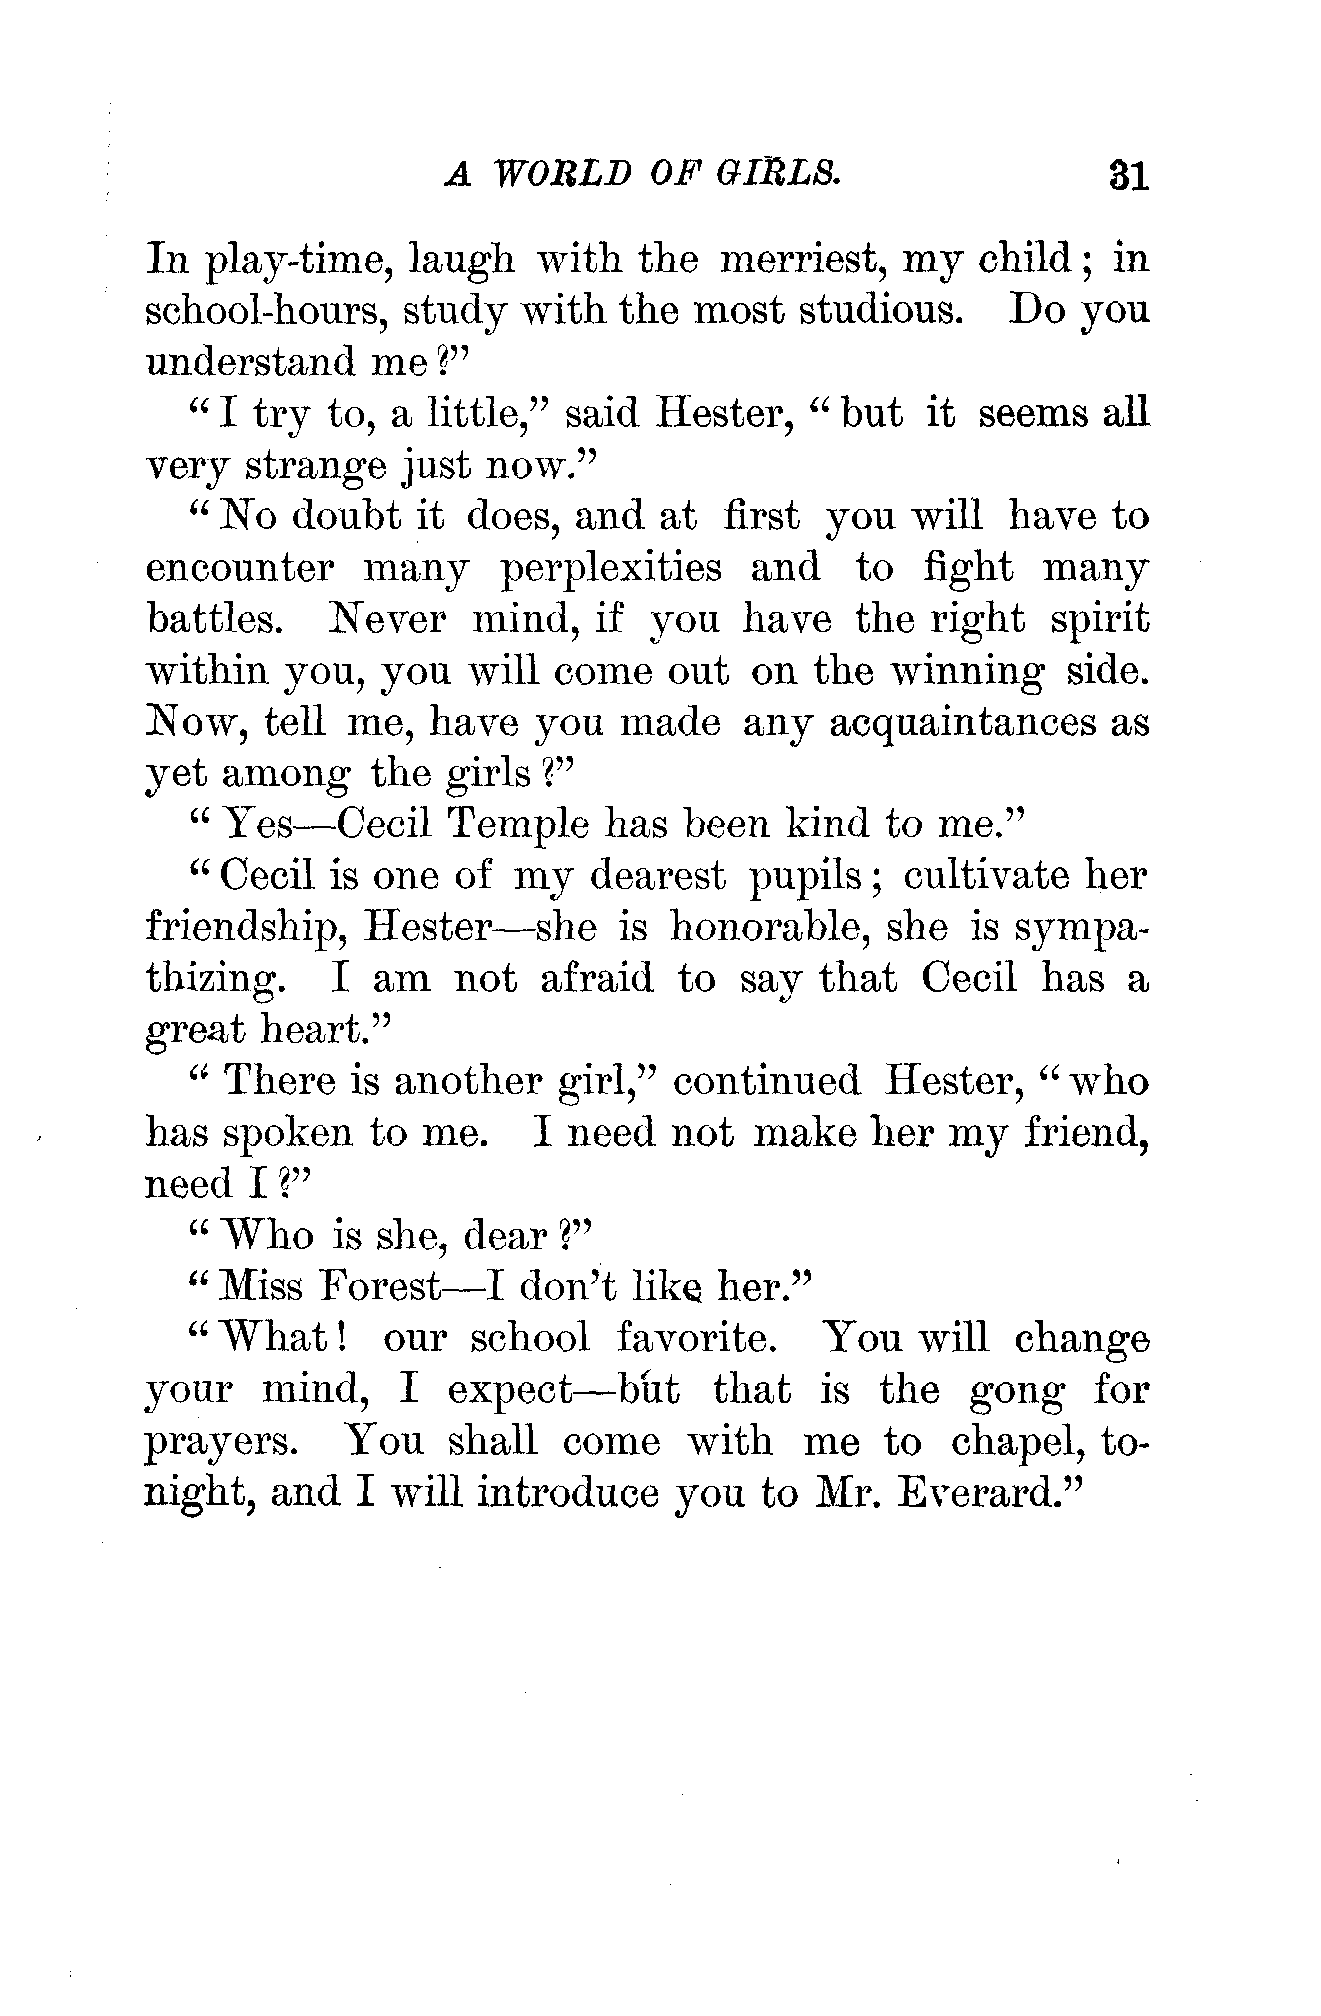 A WORLD OF GIRLS. 31
In play-time, laugh with the merriest, my child; in
school-hours, study with the most studious. Do you
understand me?”
“I try to, a little,” said Hester, “but it seems all
very strange just now.”
“No doubt it does, and at first you will have to
encounter many perplexities and to fight many
battles. Never mind, if you have the right spirit
within you, you will come out on the winning side.
Now, tell me, have you made any acquaintances as
yet among the girls?”
“Yes—Cecil Temple has been kind to me.”
“Cecil is one of my dearest pupils; cultivate her
friendship, Hester—she is honorable, she is sympa-
thizing. I am not afraid to say that Cecil has a
great heart.”
“There is another girl,” continued Hester, “who
has spoken to me. I need not make her my friend,
need I?”
“Who is she, dear?”
“Miss Forest—I don’t like her.”
“What! our school favorite. You will change
your mind, I expect—but that is the gong for
prayers. You shall come with me to chapel, to-
night, and I will introduce you to Mr. Everard.”